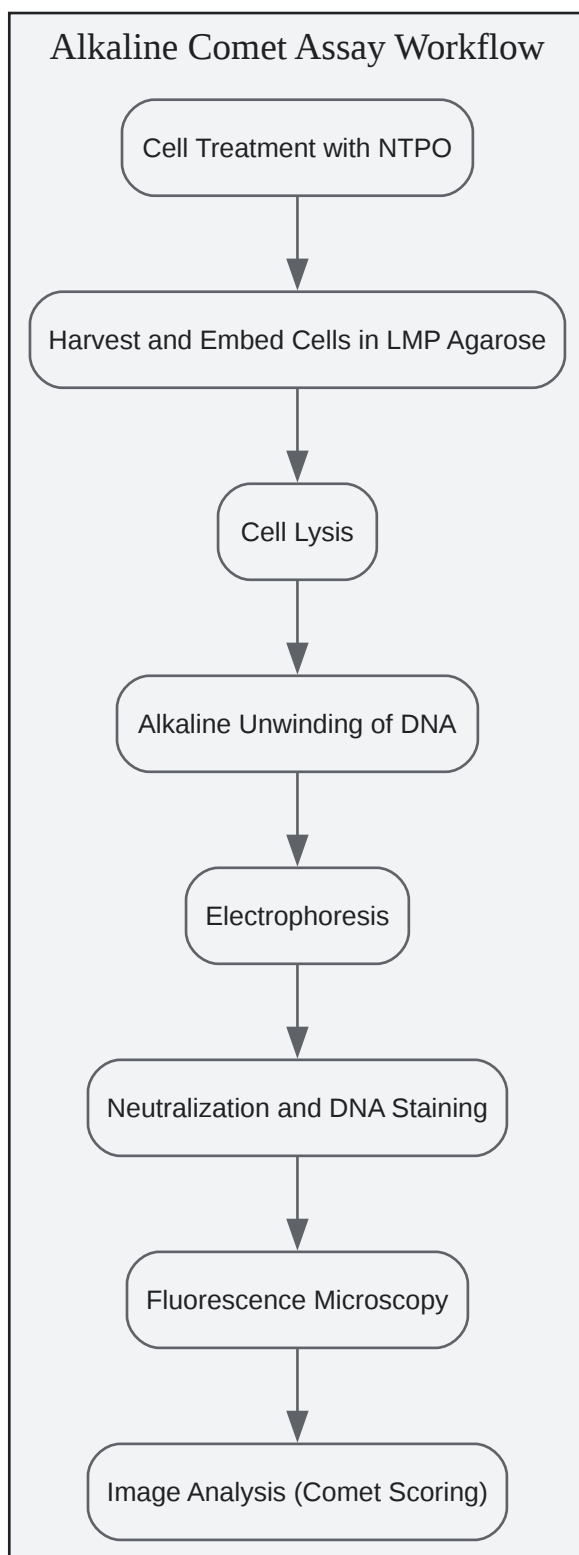 Alkaline Comet Assay Workflow
Cell Treatment with NTPO
Harvest and Embed Cells in LMP Agarose
Cell Lysis
Alkaline Unwinding of DNA
Electrophoresis
Neutralization and DNA Staining
Fluorescence Microscopy
Image Analysis (Comet Scoring)